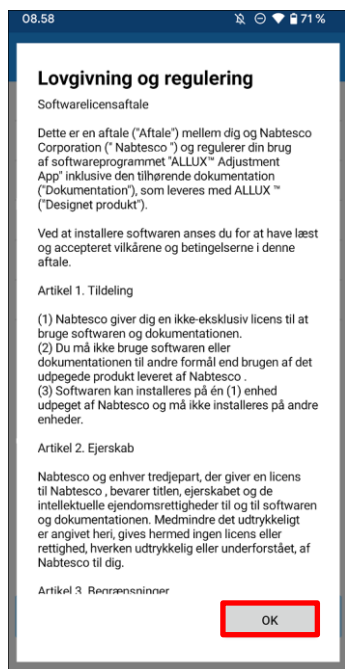 08.58 71 %
Lovgivning og regulering
Softwarelicensaftale
Dette er en aftale ("Aftale") mellem dig og Nabtesco
Corporation (" Nabtesco ") og regulerer din brug
af softwareprogrammet "ALLUX™ Adjustment
App" inklusive den tilhørende dokumentation
("Dokumentation"), som leveres med ALLUX ™
("Designet produkt").
Ved at installere softwaren anses du for at have læst
og accepteret vilkårene og betingelserne i denne
aftale.
Artikel 1. Tildeling
(1) Nabtesco giver dig en ikke-eksklusiv licens til at
bruge softwaren og dokumentationen.
(2) Du må ikke bruge softwaren eller
dokumentationen til andre formål end brugen af det
udpegede produkt leveret af Nabtesco .
(3) Softwaren kan installeres på én (1) enhed
udpeget af Nabtesco og må ikke installeres på andre
enheder.
Artikel 2. Ejerskab
Nabtesco og enhver tredjepart, der giver en licens
til Nabtesco , bevarer titlen, ejerskabet og de
intellektuelle ejendomsrettigheder til og til softwaren
og dokumentationen. Medmindre det udtrykkeligt
er angivet heri, gives hermed ingen licens eller
rettighed, hverken udtrykkelig eller underforstået, af
Nabtesco til dig.
Artikel 3. Begrænsninger
OK